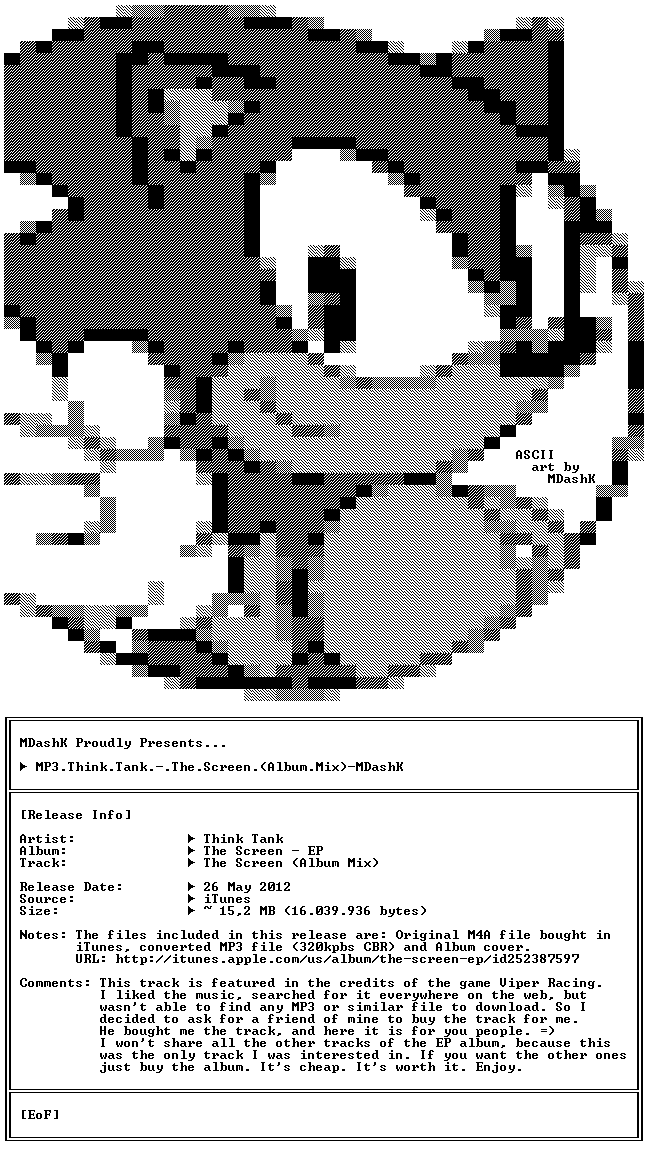 ASCII
art by
MDashK
MDashK Proudly Presents...
► MP3.Think.Tank.-.The.Screen.(Album.Mix)-MDashK
[Release Info]
Artist: ► Think Tank
Album: ► The Screen - EP
Track: ► The Screen (Album Mix)
Release Date: ► 26 May 2012
Source: ► iTunes
Size: ► ~ 15,2 MB (16.039.936 bytes)
Notes: The files included in this release are: Original M4A file bought in
iTunes, converted MP3 file (320kpbs CBR) and Album cover.
URL: http://itunes.apple.com/us/album/the-screen-ep/id252387597
Comments: This track is featured in the credits of the game Viper Racing.
I liked the music, searched for it everywhere on the web, but
wasn't able to find any MP3 or similar file to download. So I
decided to ask for a friend of mine to buy the track for me.
He bought me the track, and here it is for you people. =)
I won't share all the other tracks of the EP album, because this
was the only track I was interested in. If you want the other ones
just buy the album. It's cheap. It's worth it. Enjoy.
[EoF]